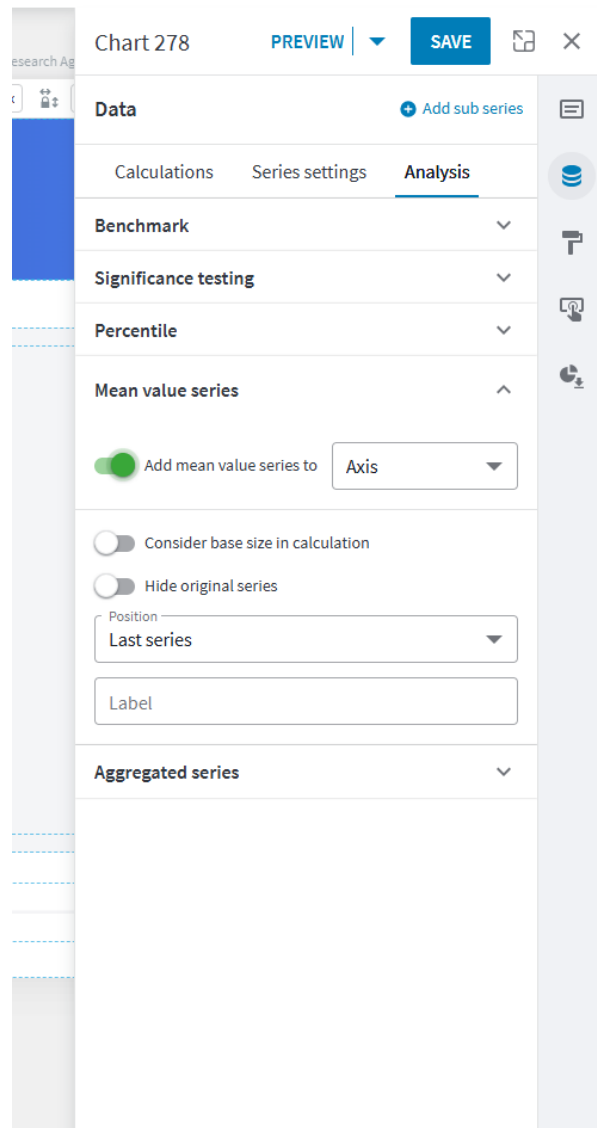 Chart 278 PREVIEW SAVE
esearch Ag
Data Add sub series
Calculations Series settings Analysis
Benchmark
Significance testing
Percentile
Mean value series
Add mean value series to Axis
Consider base size in calculation
Hide original series
Position
Last series
Label
Aggregated series